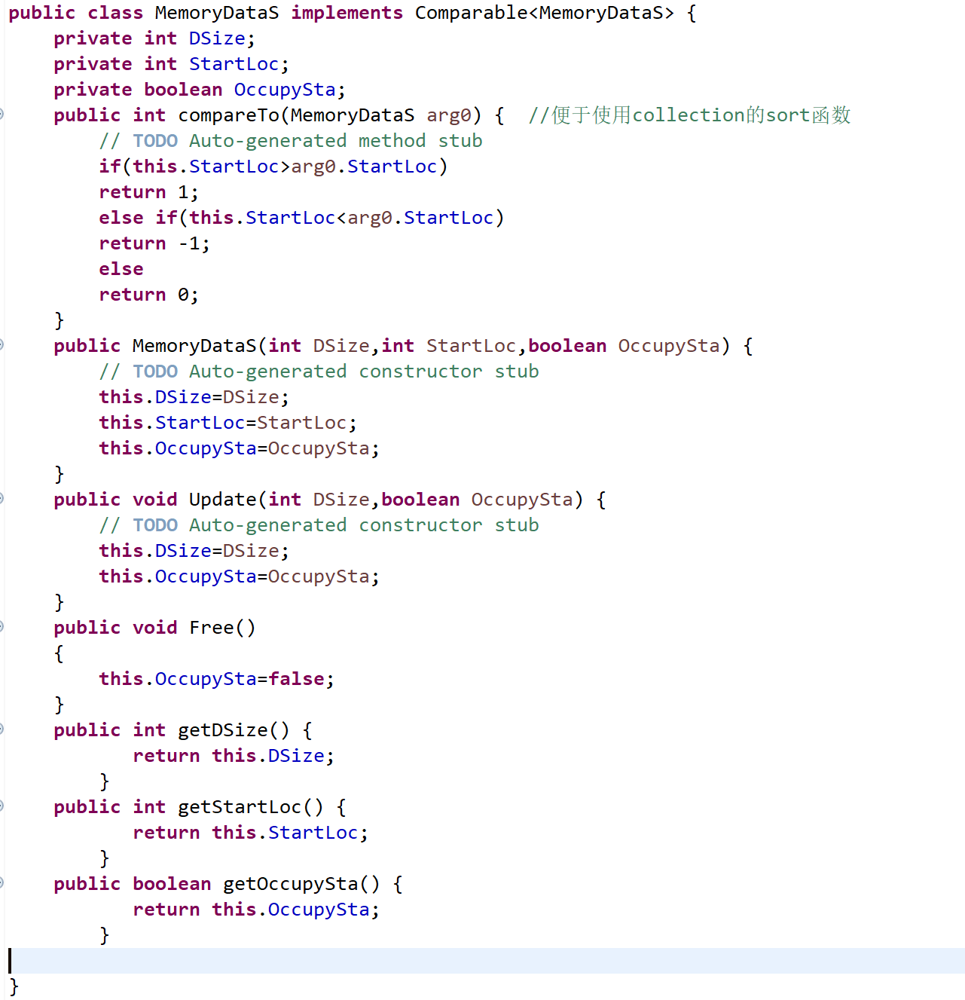 public class MemoryDataS implements Comparable<MemoryDataS> {
    private int DSize;
    private int StartLoc;
    private boolean OccupySta;
    public int compareTo(MemoryDataS arg0) {  //便于使用collection的sort函数
        // TODO Auto-generated method stub
        if(this.StartLoc>arg0.StartLoc)
        return 1;
        else if(this.StartLoc<arg0.StartLoc)
        return -1;
        else
        return 0;
    }
    public MemoryDataS(int DSize,int StartLoc,boolean OccupySta) {
        // TODO Auto-generated constructor stub
        this.DSize=DSize;
        this.StartLoc=StartLoc;
        this.OccupySta=OccupySta;
    }
    public void Update(int DSize,boolean OccupySta) {
        // TODO Auto-generated constructor stub
        this.DSize=DSize;
        this.OccupySta=OccupySta;
    }
    public void Free()
    {
        this.OccupySta=false;
    }
    public int getDSize() {
           return this.DSize;
        }
    public int getStartLoc() {
           return this.StartLoc;
        }
    public boolean getOccupySta() {
           return this.OccupySta;
        }
}